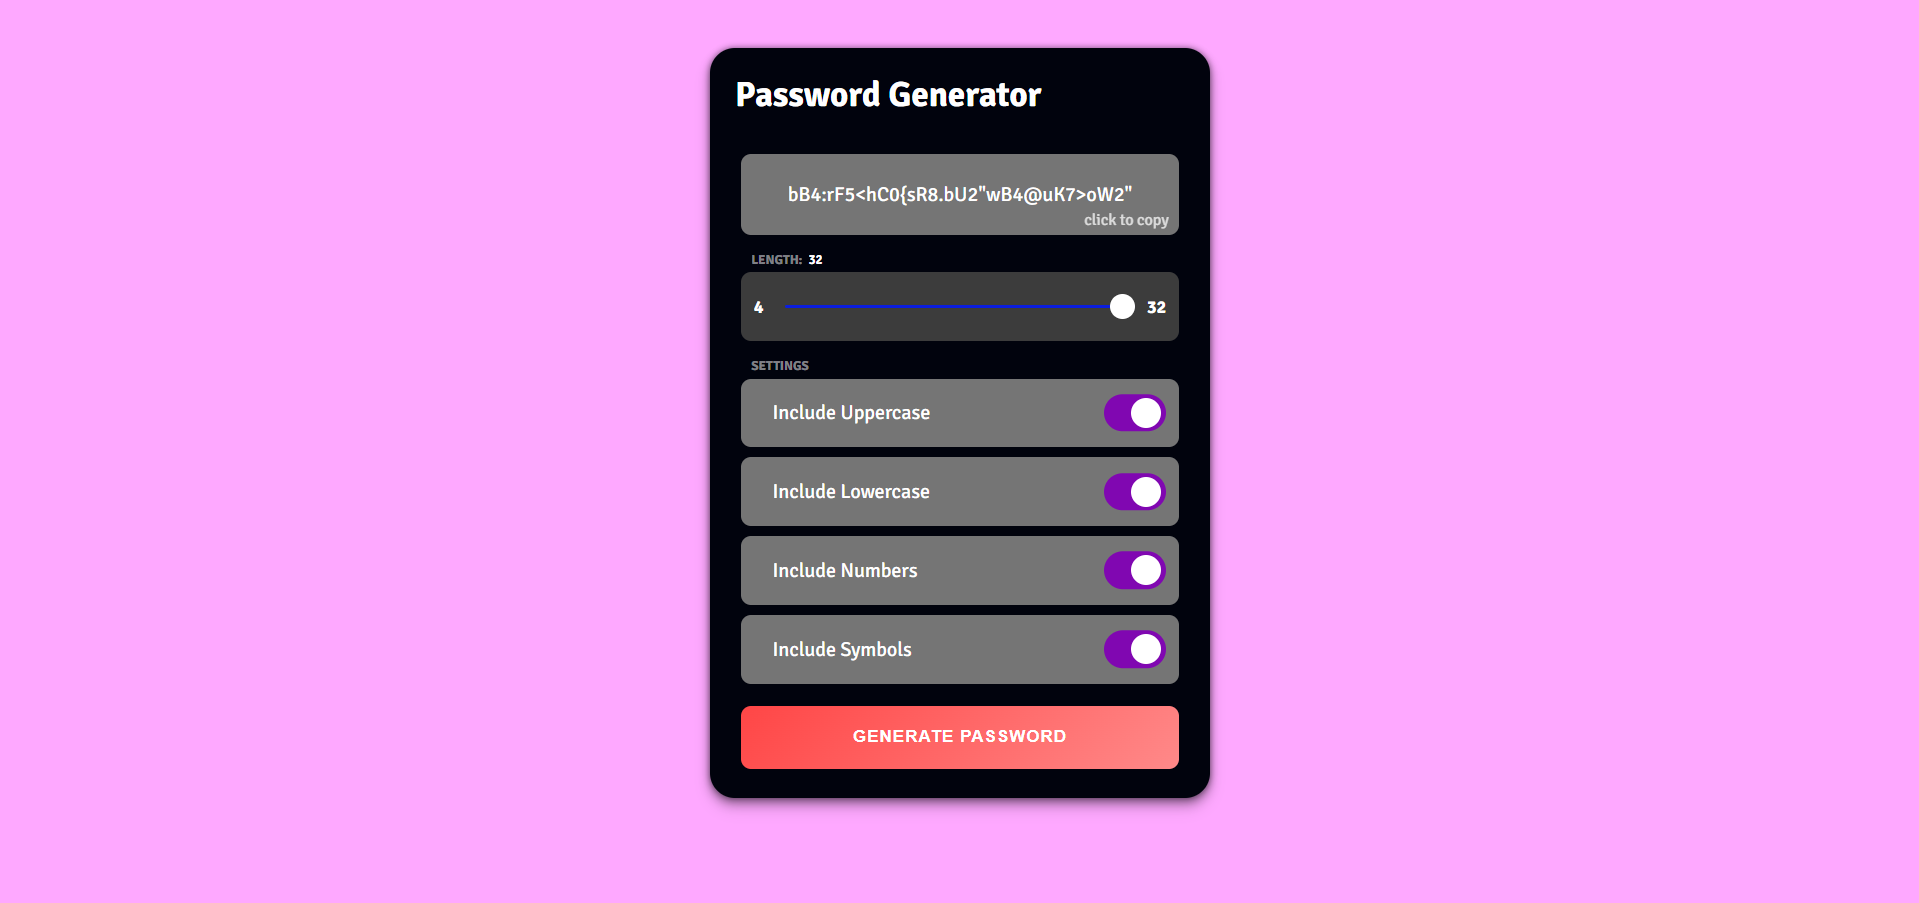 Password Generator
bB4:rF5<hC0{sR8.bU2"wB4@uK7>oW2"
click to copy
LENGTH: 32
4 32
SETTINGS
Include Uppercase
Include Lowercase
Include Numbers
Include Symbols
GENERATE PASSWORD